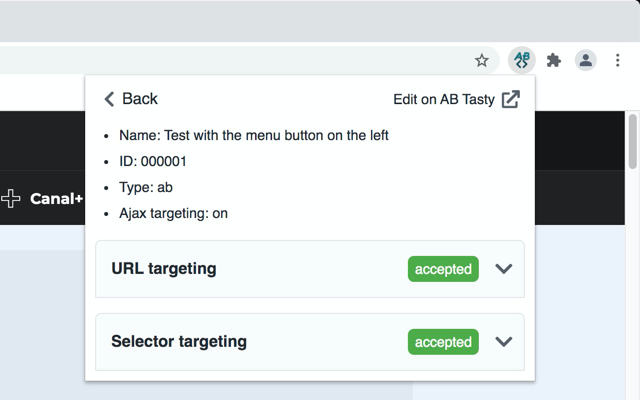 AB
<>
Back
Edit on AB Tasty
Name: Test with the menu button on the left
ID: 000001
Type: ab
Ajax targeting: on
Canal+
URL targeting
accepted
Selector targeting
accepted